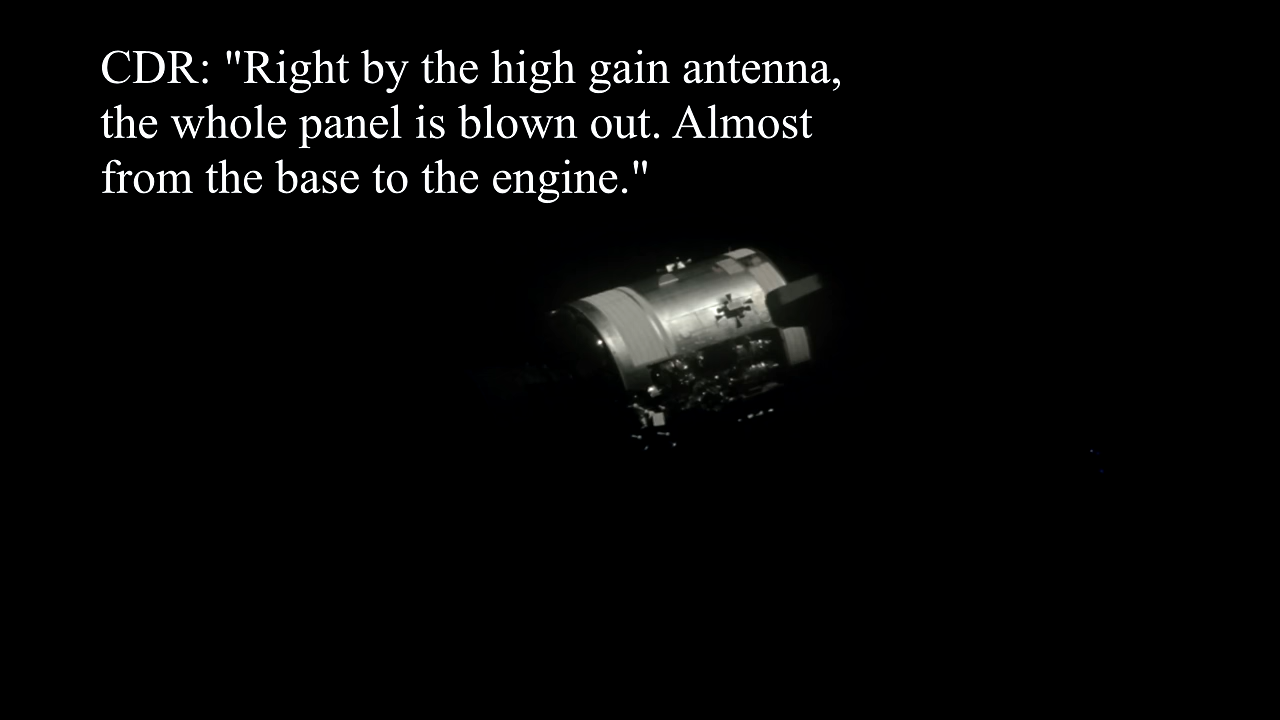 CDR: "Right by the high gain antenna,
the whole panel is blown out. Almost
from the base to the engine."